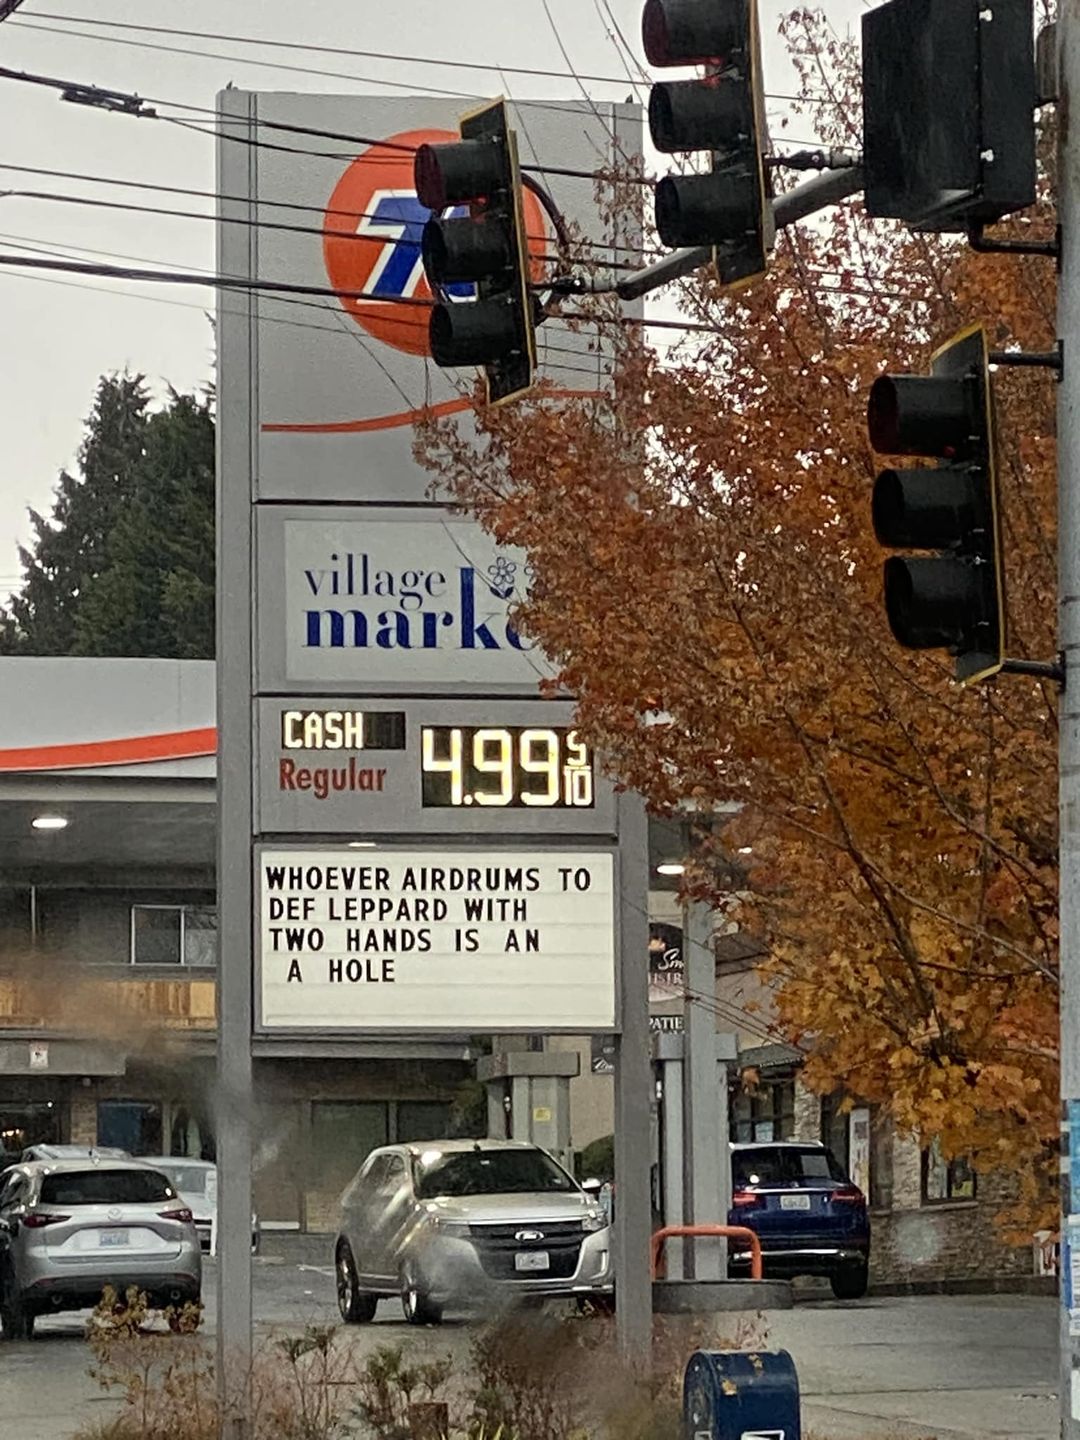 76
village
market
CASH
Regular
4.99 9/10
WHOEVER AIRDRUMS TO
DEF LEPPARD WITH
TWO HANDS IS AN
A HOLE